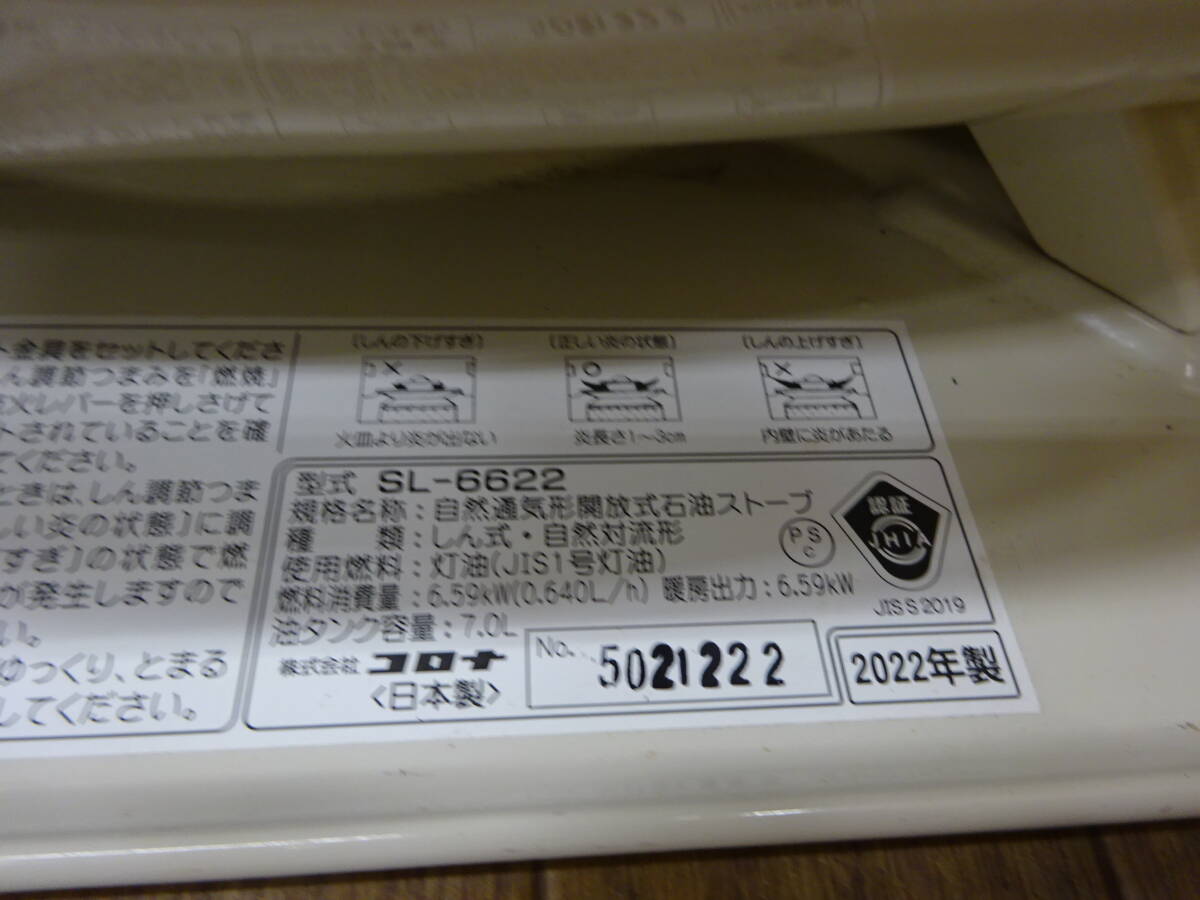 ト金具をセットしてくださ
ん調節つまみを「燃焼」
火レバーを押しさげて
トされていることを確
てください。
ときは、しん調節つま
しい炎の状態〕に調
すぎ〕の状態で燃
が発生しますので
い。
ゆっくり、とまる
してください。
〔しんの下げすぎ〕
火皿より炎が出ない
〔正しい炎の状態〕
炎長さ1〜3cm
〔しんの上げすぎ〕
内壁に炎があたる
型式 SL-6622
規格名称：自然通気形開放式石油ストーブ
種 類：しん式・自然対流形
使用燃料：灯油(JIS1号灯油)
燃料消費量：6.59kW(0.640L/h) 暖房出力：6.59kW
油タンク容量：7.0L
PS
C
認証
JHIA
JIS S 2019
株式会社 コロナ
〈日本製〉
No. 5021222
2022年製